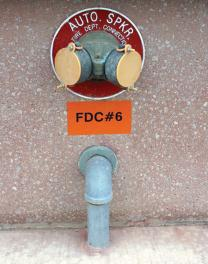 AUTO. SPKR.
FIRE DEPT. CONNECTION
FDC#6